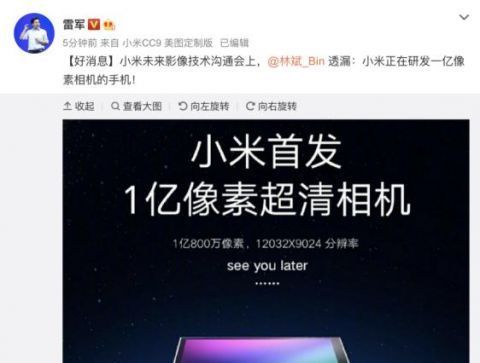 雷军
5分钟前 来自 小米CC9 美图定制版 已编辑
【好消息】小米未来影像技术沟通会上，@林斌_Bin 透漏：小米正在研发一亿像
素相机的手机！
收起 查看大图 向左旋转 向右旋转
小米首发
1亿像素超清相机
1亿800万像素，12032X9024 分辨率
see you later
······